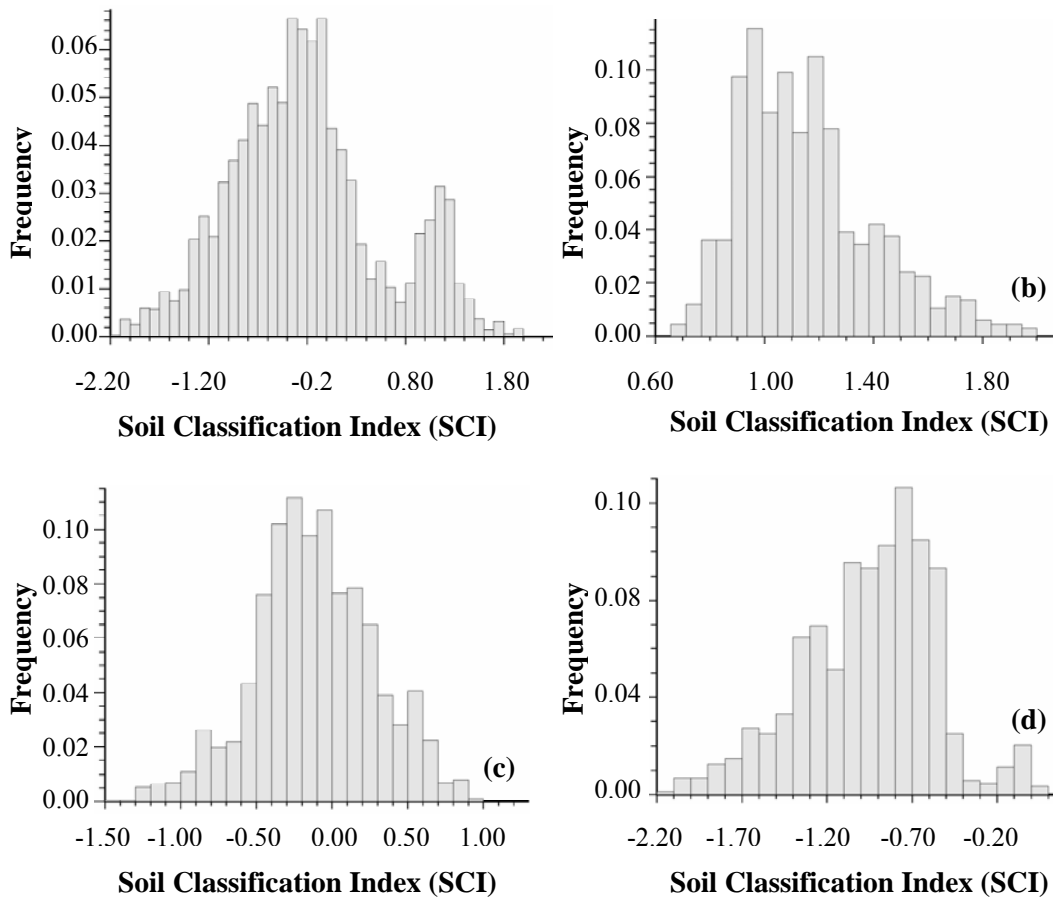 Frequency
0.06
0.05
0.04
0.03
0.02
0.01
0.00
-2.20 -1.20 -0.2 0.80 1.80
Soil Classification Index (SCI)
Frequency
0.10
0.08
0.06
0.04
0.02
0.00
(b)
0.60 1.00 1.40 1.80
Soil Classification Index (SCI)
Frequency
0.10
0.08
0.06
0.04
0.02
0.00
(c)
-1.50 -1.00 -0.50 0.00 0.50 1.00
Soil Classification Index (SCI)
Frequency
0.10
0.08
0.04
0.00
(d)
-2.20 -1.70 -1.20 -0.70 -0.20
Soil Classification Index (SCI)